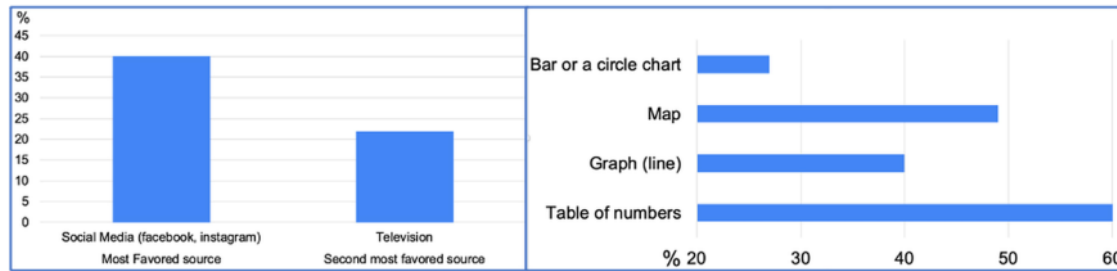 %
45
40
35
30
25
20
15
10
5
0
Social Media (facebook, instagram)
Television
Most Favored source
Second most favored source
Bar or a circle chart
Map
Graph (line)
Table of numbers
% 20 30 40 50 60